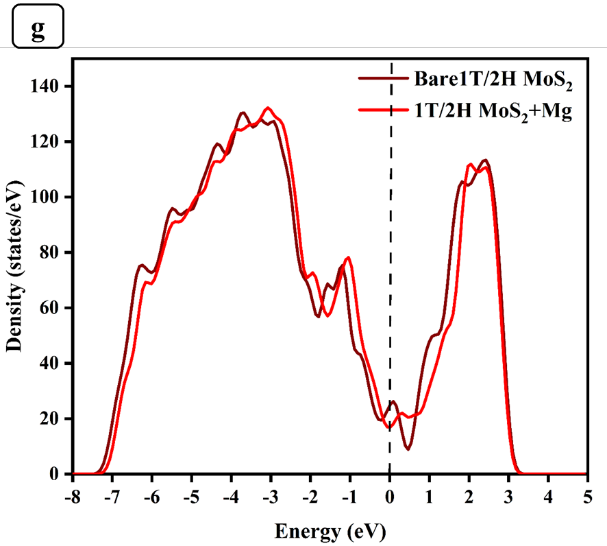 g
Bare1T/2H MoS₂
1T/2H MoS₂+Mg
Density (states/eV)
140
120
100
80
60
40
20
0
-8 -7 -6 -5 -4 -3 -2 -1 0 1 2 3 4 5
Energy (eV)